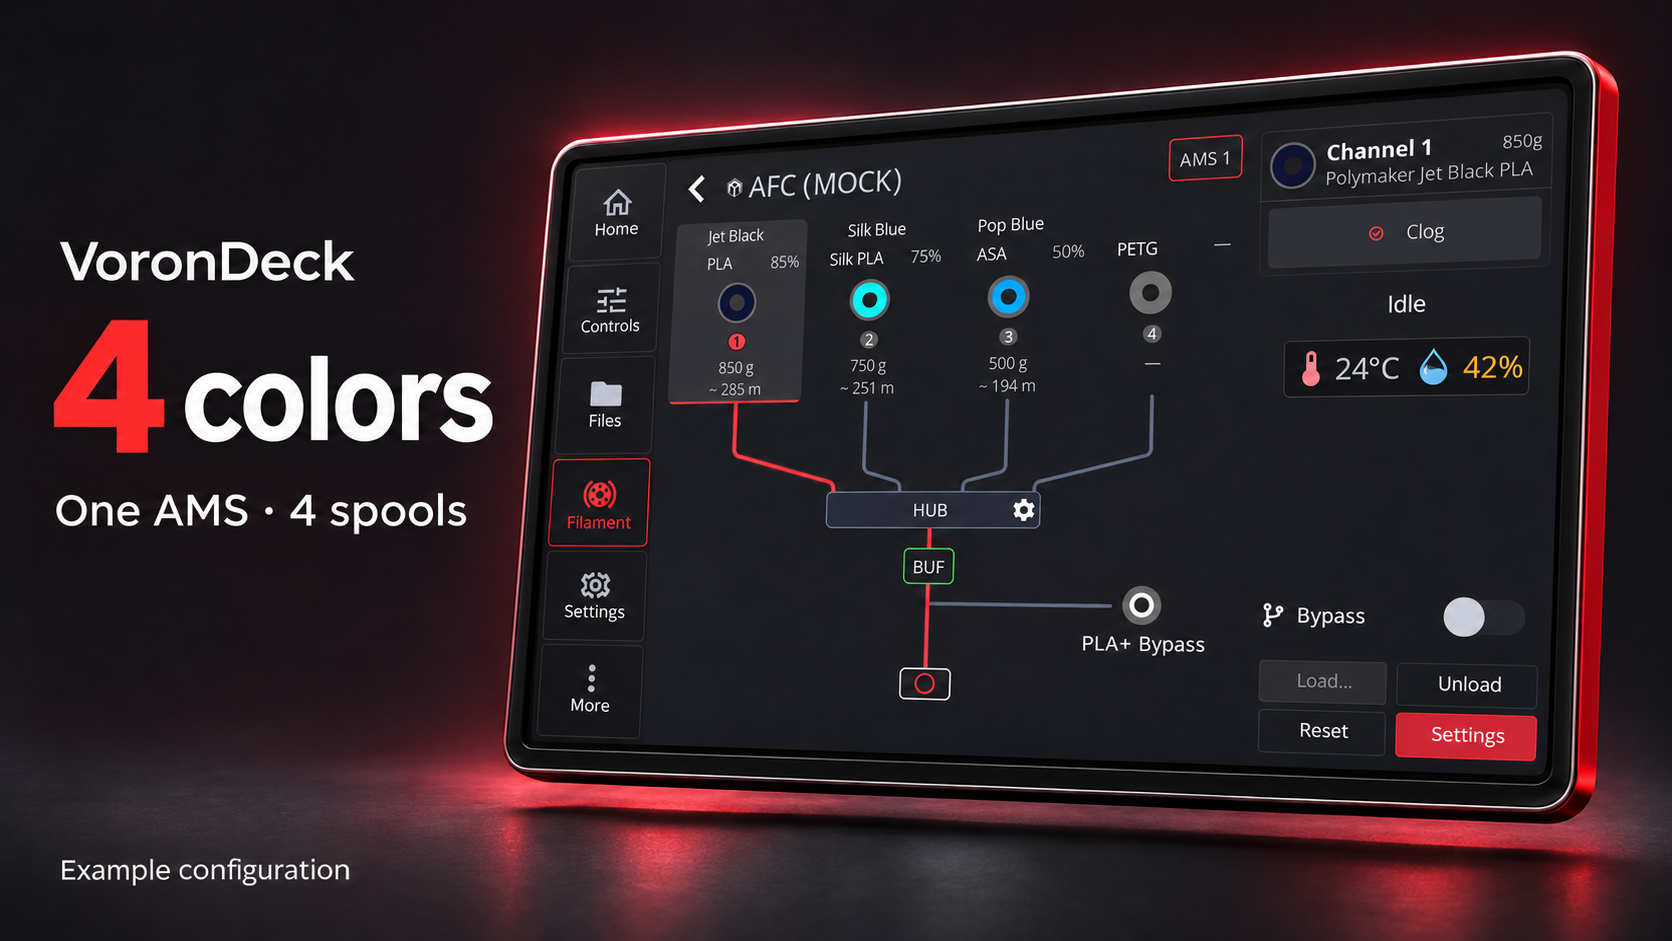 VoronDeck
4 colors
One AMS · 4 spools
Example configuration
Home
Controls
Files
Filament
Settings
More
AFC (MOCK)
AMS 1
Jet Black
PLA 85%
1
850 g
~ 285 m
Silk Blue
Silk PLA 75%
2
750 g
~ 251 m
Pop Blue
ASA 50%
3
500 g
~ 194 m
PETG —
4
—
HUB
BUF
PLA+ Bypass
Channel 1 850g
Polymaker Jet Black PLA
Clog
Idle
24°C 42%
Bypass
Load... Unload
Reset Settings